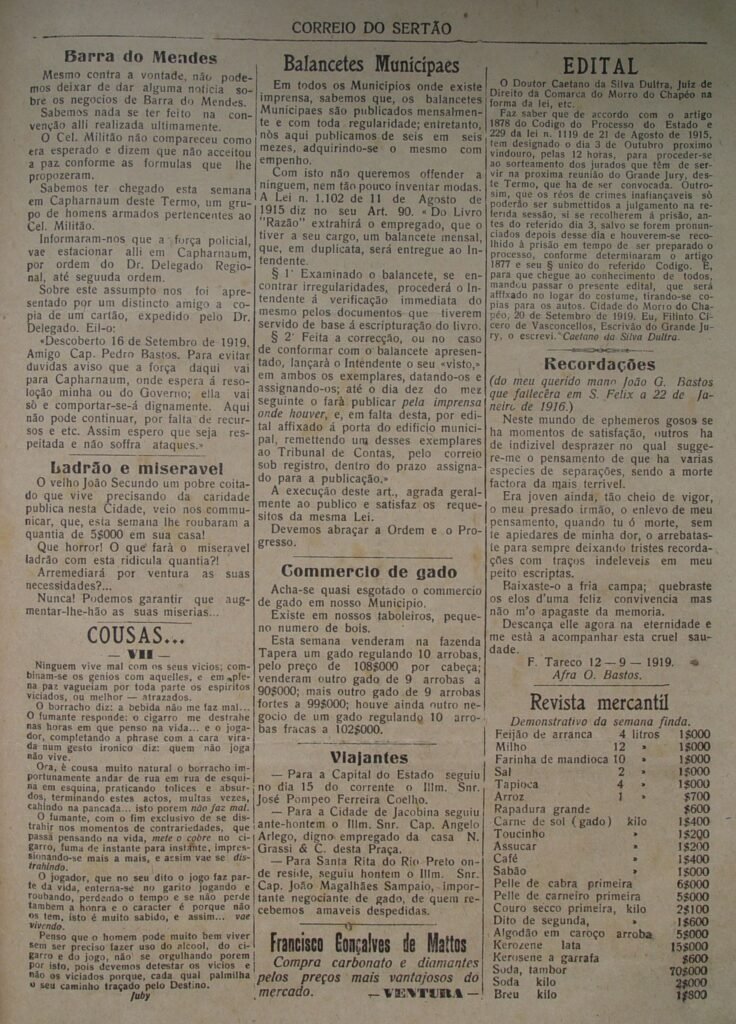 CORREIO DO SERTÃO
Barra do Mendes
Mesmo contra a vontade, não pode-
mos deixar de dar alguma noticia so-
bre os negocios de Barra do Mendes.
Sabemos nada se ter feito na con-
venção alli realizada ultimamente.
O Cel. Militão não compareceu como
era esperado e dizem que não acceitou
a paz conforme as formulas que lhe
propozeram.
Sabemos ter chegado esta semana
em Capharnaum deste Termo, um gru-
po de homens armados pertencentes ao
Cel. Militão.
Informaram-nos que a força policial,
vae estacionar alli em Capharnaum,
por ordem do Dr. Delegado Regio-
nal, até segunda ordem.
Sobre este assumpto nos foi apre-
sentado por um distincto amigo a co-
pia de um cartão, expedido pelo Dr.
Delegado. Eil-o:
«Descoberto 16 de Setembro de 1919.
Amigo Cap. Pedro Bastos. Para evitar
duvidas aviso que a força daqui vai
para Capharnaum, onde espera á reso-
loção minha ou do Governo; ella vai
só e comportar-se-á dignamente. Aqui
não pode continuar, por falta de recur-
sos e etc. Assim espero que seja res-
peitada e não soffra ataques.»
Ladrão e miseravel
O velho João Secundo um pobre coita-
do que vive precisando da caridade
publica nesta Cidade, veio nos commu-
nicar, que, esta semana lhe roubaram a
quantia de 5$000 em sua casa!
Que horror! O que fará o miseravel
ladrão com esta ridicula quantia?!
Arremediará por ventura as suas
necessidades?...
Nunca! Podemos garantir que aug-
mentar-lhe-hão as suas miserias...
COUSAS...
— VII —
Ninguem vive mal com os seus vicios; com-
binam-se os genios com aquelles, e em ple-
na paz vagueiam por toda parte os espiritos
viciados, ou melhor — atrazados.
O borracho diz: a bebida não me faz mal...
O fumante responde: o cigarro me destrahe
nas horas em que penso na vida... e o joga-
dor, completando a phrase com a cara vira-
da num gesto ironico diz: quem não joga
não vive.
Ora, é cousa muito natural o borracho im-
portunamente andar de rua em rua de esqui-
na em esquina, praticando tolices e absur-
dos, terminando estes actos, multas vezes,
cahindo na pancada... isto porem não faz mal.
O fumante, com o fim exclusivo de se dis-
trahir nos momentos de contrariedades, que
passa pensando na vida, mete o cobre no ci-
garro, fuma de instante para instante, impres-
sionando-se mais a mais, e assim vae se dis-
trahindo.
O jogador, que no seu dito o jogo faz par-
te da vida, enterna-se no garito jogando e
roubando, perdendo o tempo e se não perde
tambem a honra e o caracter é porque não
os tem, isto é muito sabido, e assim... vae
vivendo.
Penso que o homem pode muito bem viver
sem ser preciso fazer uso do alcool, do ci-
garro e do jogo, não se orgulhando porem
por isto, pois devemos detestar os vicios e
não os viciados porque, cada qual palmilha
o seu caminho traçado pelo Destino.
Juby
Balancetes Municipaes
Em todos os Municipios onde existe
imprensa, sabemos que, os balancetes
Municipaes são publicados mensalmen-
te e com toda regularidade; entretanto,
nós aqui publicamos de seis em seis
mezes, adquirindo-se o mesmo com
empenho.
Com isto não queremos offender a
ninguem, nem tão pouco inventar modas.
A Lei n. 1.102 de 11 de Agosto de
1915 diz no seu Art. 90. «Do Livro
"Razão" extrahirá o empregado, que o
tiver a seu cargo, um balancete mensal,
que, em duplicata, será entregue ao In-
tendente.
§ 1º Examinado o balancete, se en-
contrar irregularidades, procederá o In-
tendente á verificação immediata do
mesmo pelos documentos que tiverem
servido de base á escripturação do livro.
§ 2º Feita a correcção, ou no caso
de conformar com o balancete apresen-
tado, lançará o Intendente o seu «visto,»
em ambos os exemplares, datando-os e
assignando-os; até o dia dez do mez
seguinte o fará publicar pela imprensa
onde houver, e, em falta desta, por edi-
tal affixado á porta do edificio munici-
pal, remettendo um desses exemplares
ao Tribunal de Contas, pelo correio
sob registro, dentro do prazo assigna-
do para a publicação.»
A execução deste art., agrada geral-
mente ao publico e satisfaz os reque-
sitos da mesma Lei.
Devemos abraçar a Ordem e o Pro-
gresso.
Commercio de gado
Acha-se quasi esgotado o commercio
de gado em nosso Municipio.
Existe em nossos taboleiros, peque-
no numero de bois.
Esta semana venderam na fazenda
Tapera um gado regulando 10 arrobas,
pelo preço de 108$000 por cabeça;
venderam outro gado de 9 arrobas a
90$000; mais outro gado de 9 arrobas
fortes a 99$000; houve ainda outro ne-
gocio de um gado regulando 10 arro-
bas fracas a 102$000.
Viajantes
— Para a Capital do Estado seguiu
no dia 15 do corrente o Illm. Snr.
José Pompeo Ferreira Coelho.
— Para a Cidade de Jacobina seguiu
ante-hontem o Illm. Snr. Cap. Angelo
Arlego, digno empregado da casa N.
Grassi & C. desta Praça.
— Para Santa Rita do Rio Preto on-
de reside, seguiu hontem o Illm. Snr.
Cap. João Magalhães Sampaio, impor-
tante negociante de gado, de quem re-
cebemos amaveis despedidas.
Francisco Gonçalves de Mattos
Compra carbonato e diamantes
pelos preços mais vantajosos do
mercado. — VENTURA —
EDITAL
O Doutor Caetano da Silva Dultra, Juiz de
Direito da Comarca do Morro do Chapéo na
forma da lei, etc.
Faz saber que de accordo com o artigo
1878 do Codigo do Processo do Estado e
229 da lei n. 1119 de 21 de Agosto de 1915,
tem designado o dia 3 de Outubro proximo
vindouro, pelas 12 horas, para proceder-se
ao sorteamento dos jurados que têm de ser-
vir na proxima reunião do Grand Jury, des-
te Termo, que ha de ser convocada. Outro-
sim, que os réos de crimes inafiançaveis só
poderão ser submettidos a julgamento na re-
ferida sessão, si se recolherem á prisão, an-
tes do referido dia 3, salvo se forem pronun-
ciados depois desse dia e houverem-se reco-
lhido á prisão em tempo de ser preparado o
processo, conforme determinaram o artigo
1877 e seu § unico do referido Codigo. E,
para que chegue ao conhecimento de todos,
mandou passar o presente edital, que será
affixado no logar do costume, tirando-se co-
pias para os autos. Cidade do Morro do Cha-
péo, 20 de Setembro de 1919. Eu, Filinto Ci-
cero de Vasconcellos, Escrivão do Grande Ju-
ry, o escrevi. Caetano da Silva Dultra.
Recordações
(do meu querido mano João G. Bastos
que fallecêra em S. Felix a 22 de Ja-
neiro de 1916.)
Neste mundo de ephemeros gosos se
ha momentos de satisfação, outros ha
de indizivel desprazer no qual sugge-
re-me o pensamento de que ha varias
especies de separações, sendo a morte
factora da mais terrivel.
Era joven ainda, tão cheio de vigor,
o meu presado irmão, o enlevo de meu
pensamento, quando tu ó morte, sem
te apiedares de minha dor, o arrebatas-
te para sempre deixando tristes recorda-
ções com traços indeleveis em meu
peito escriptas.
Baixaste-o a fria campa; quebraste
os elos d'uma feliz convivencia mas
não m'o apagaste da memoria.
Descança elle agora na eternidade e
me está a acompanhar esta cruel sau-
dade.
F. Tareco 12—9—1919.
Afra O. Bastos.
Revista mercantil
Demonstrativo da semana finda.
Feijão de arranca 4 litros 1$000
Milho 12 » 1$000
Farinha de mandioca 10 » 1$000
Sal 2 » 1$000
Tapioca 4 » 1$000
Arroz 1 » $700
Rapadura grande $600
Carne de sol (gado) kilo 1$400
Toucinho » 1$200
Assucar » 1$200
Café » 1$400
Sabão » 1$000
Pelle de cabra primeira 6$000
Pelle de carneiro primeira 5$000
Couro secco primeira, kilo 2$100
Dito de segunda, » 1$600
Algodão em caroço arroba 5$000
Kerozene lata 15$000
Kerosene a garrafa $600
Soda, tambor 70$000
Soda kilo 2$000
Breu kilo 1$800